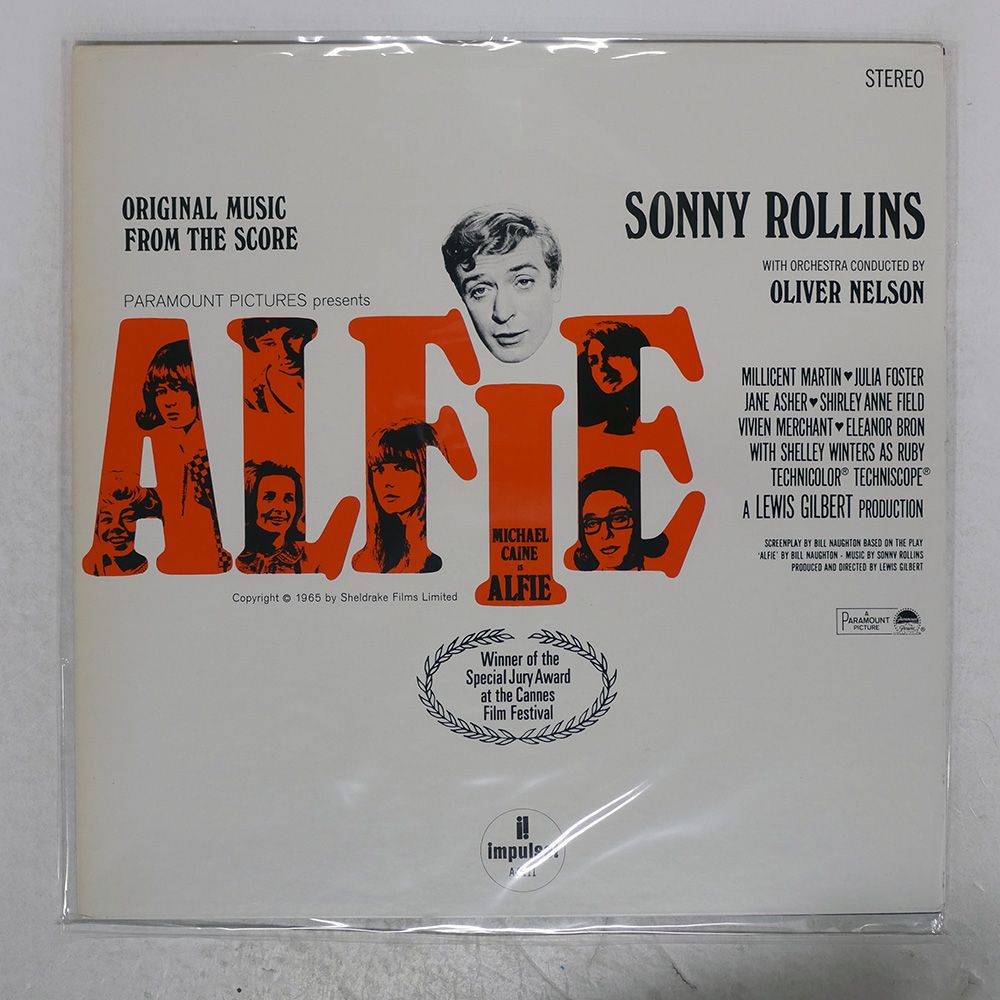 STEREO
ORIGINAL MUSIC
FROM THE SCORE
SONNY ROLLINS
WITH ORCHESTRA CONDUCTED BY
OLIVER NELSON
PARAMOUNT PICTURES presents
ALFIE
MICHAEL
CAINE
is
ALFIE
MILLICENT MARTIN ♥ JULIA FOSTER
JANE ASHER ♥ SHIRLEY ANNE FIELD
VIVIEN MERCHANT ♥ ELEANOR BRON
WITH SHELLEY WINTERS AS RUBY
TECHNICOLOR® TECHNISCOPE®
A LEWIS GILBERT PRODUCTION
SCREENPLAY BY BILL NAUGHTON BASED ON THE PLAY
'ALFIE' BY BILL NAUGHTON - MUSIC BY SONNY ROLLINS
PRODUCED AND DIRECTED BY LEWIS GILBERT
Copyright © 1965 by Sheldrake Films Limited
A
PARAMOUNT
PICTURE
®
Winner of the
Special Jury Award
at the Cannes
Film Festival
i!
impulse!